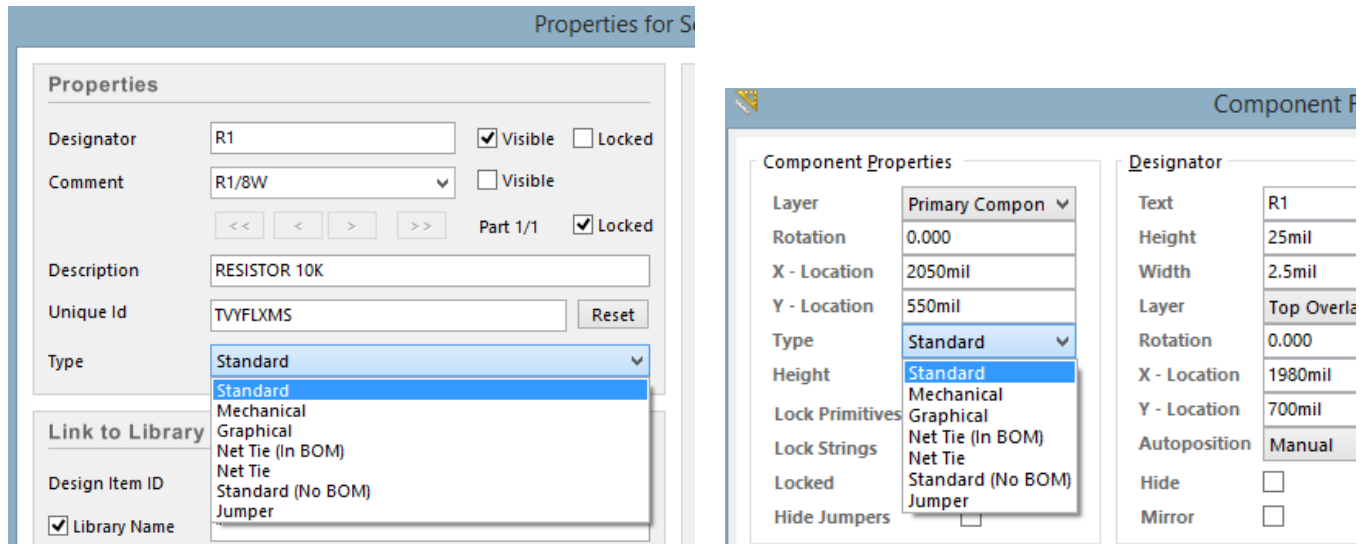 Properties for S
Properties
Designator R1 Visible Locked
Comment R1/8W Visible
<< < > >> Part 1/1 Locked
Description RESISTOR 10K
Unique Id TVYFLXMS Reset
Type Standard
Standard
Mechanical
Graphical
Net Tie (In BOM)
Net Tie
Standard (No BOM)
Jumper
Link to Library
Design Item ID
Library Name
Component
Component Properties
Layer Primary Compon
Rotation 0.000
X - Location 2050mil
Y - Location 550mil
Type Standard
Height
Standard
Mechanical
Graphical
Net Tie (In BOM)
Net Tie
Standard (No BOM)
Jumper
Lock Primitives
Lock Strings
Locked
Hide Jumpers
Designator
Text R1
Height 25mil
Width 2.5mil
Layer Top Overla
Rotation 0.000
X - Location 1980mil
Y - Location 700mil
Autoposition Manual
Hide
Mirror